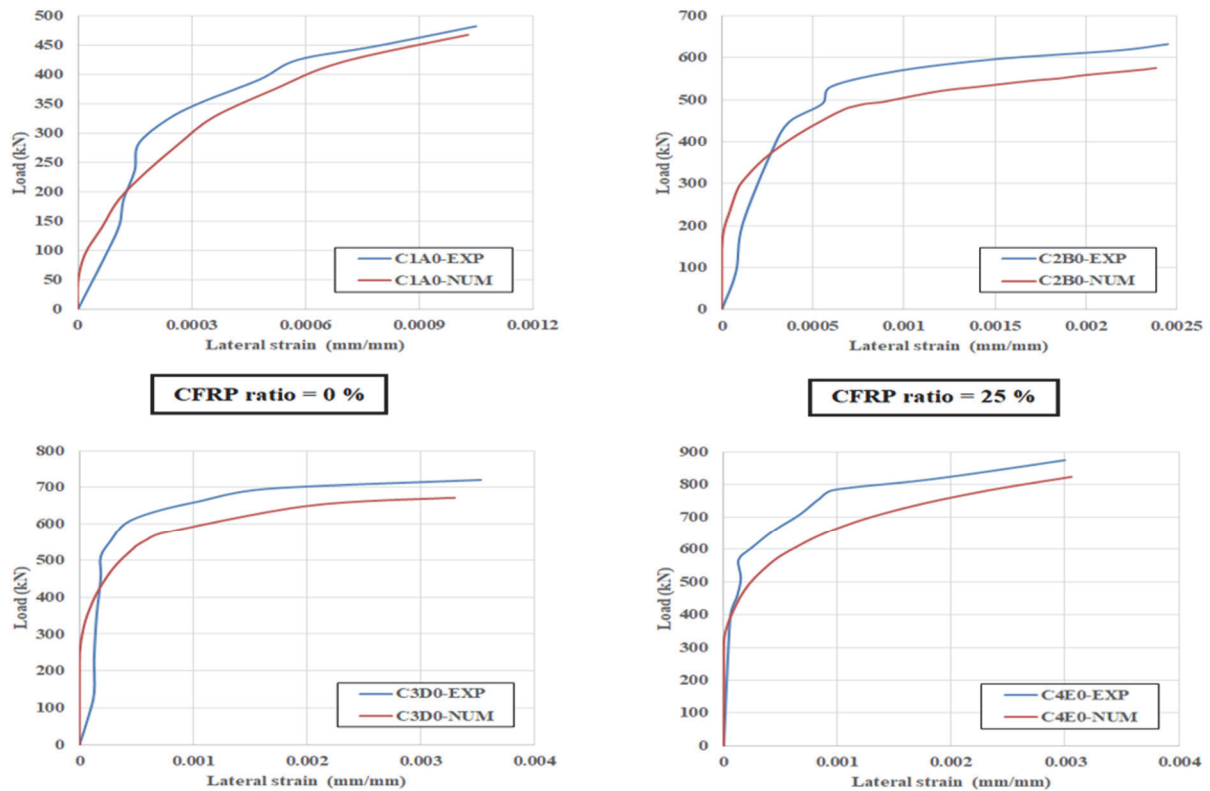 500
450
400
350
300
250
200
150
100
50
0
Load (kN)
C1A0-EXP
C1A0-NUM
0 0.0003 0.0006 0.0009 0.0012
Lateral strain (mm/mm)
CFRP ratio = 0 %
700
600
500
400
300
200
100
0
Load (kN)
C2B0-EXP
C2B0-NUM
0 0.0005 0.001 0.0015 0.002 0.0025
Lateral strain (mm/mm)
CFRP ratio = 25 %
800
700
600
500
400
300
200
100
0
Load (kN)
C3D0-EXP
C3D0-NUM
0 0.001 0.002 0.003 0.004
Lateral strain (mm/mm)
900
800
700
600
500
400
300
200
100
0
Load (kN)
C4E0-EXP
C4E0-NUM
0 0.001 0.002 0.003 0.004
Lateral strain (mm/mm)